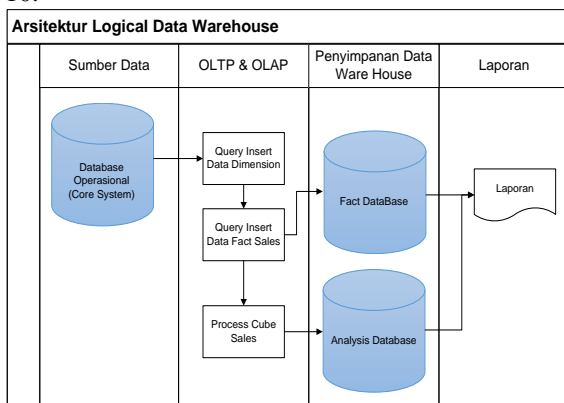 Arsitektur Logical Data Warehouse
Sumber Data
OLTP & OLAP
Penyimpanan Data
Ware House
Laporan
Database
Operasional
(Core System)
Query Insert
Data Dimension
Query Insert
Data Fact Sales
Process Cube
Sales
Fact DataBase
Analysis Database
Laporan